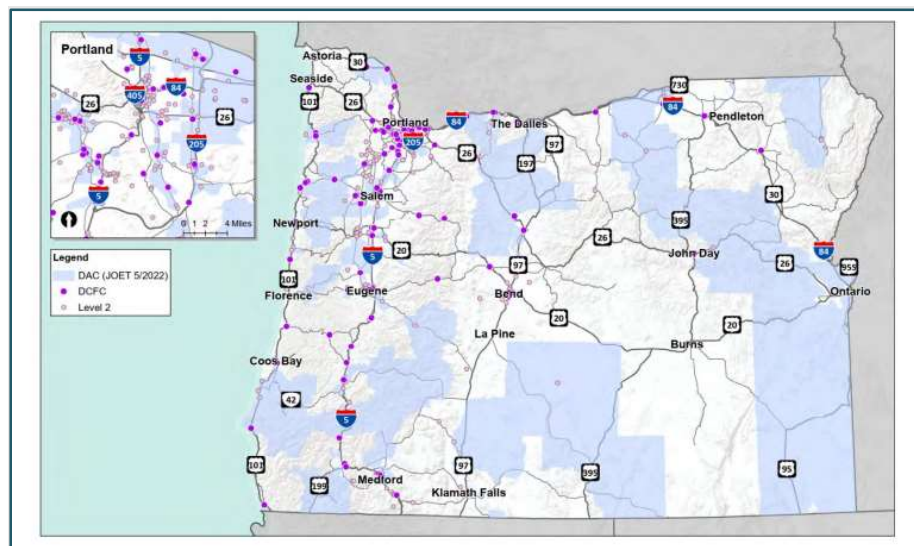 Portland
5
84
405
26
26
205
5
0 1 2 4 Miles
Legend
DAC (JOET 5/2022)
DCFC
Level 2
Astoria
30
Seaside
101
26
Portland
84
The Dalles
730
84
Pendleton
205
26
97
197
30
Salem
Newport
20
395
26
John Day
84
26
955
5
97
101
Florence
Eugene
Bend
Ontario
20
20
La Pine
Burns
Coos Bay
42
5
101
199
Medford
97
Klamath Falls
395
95